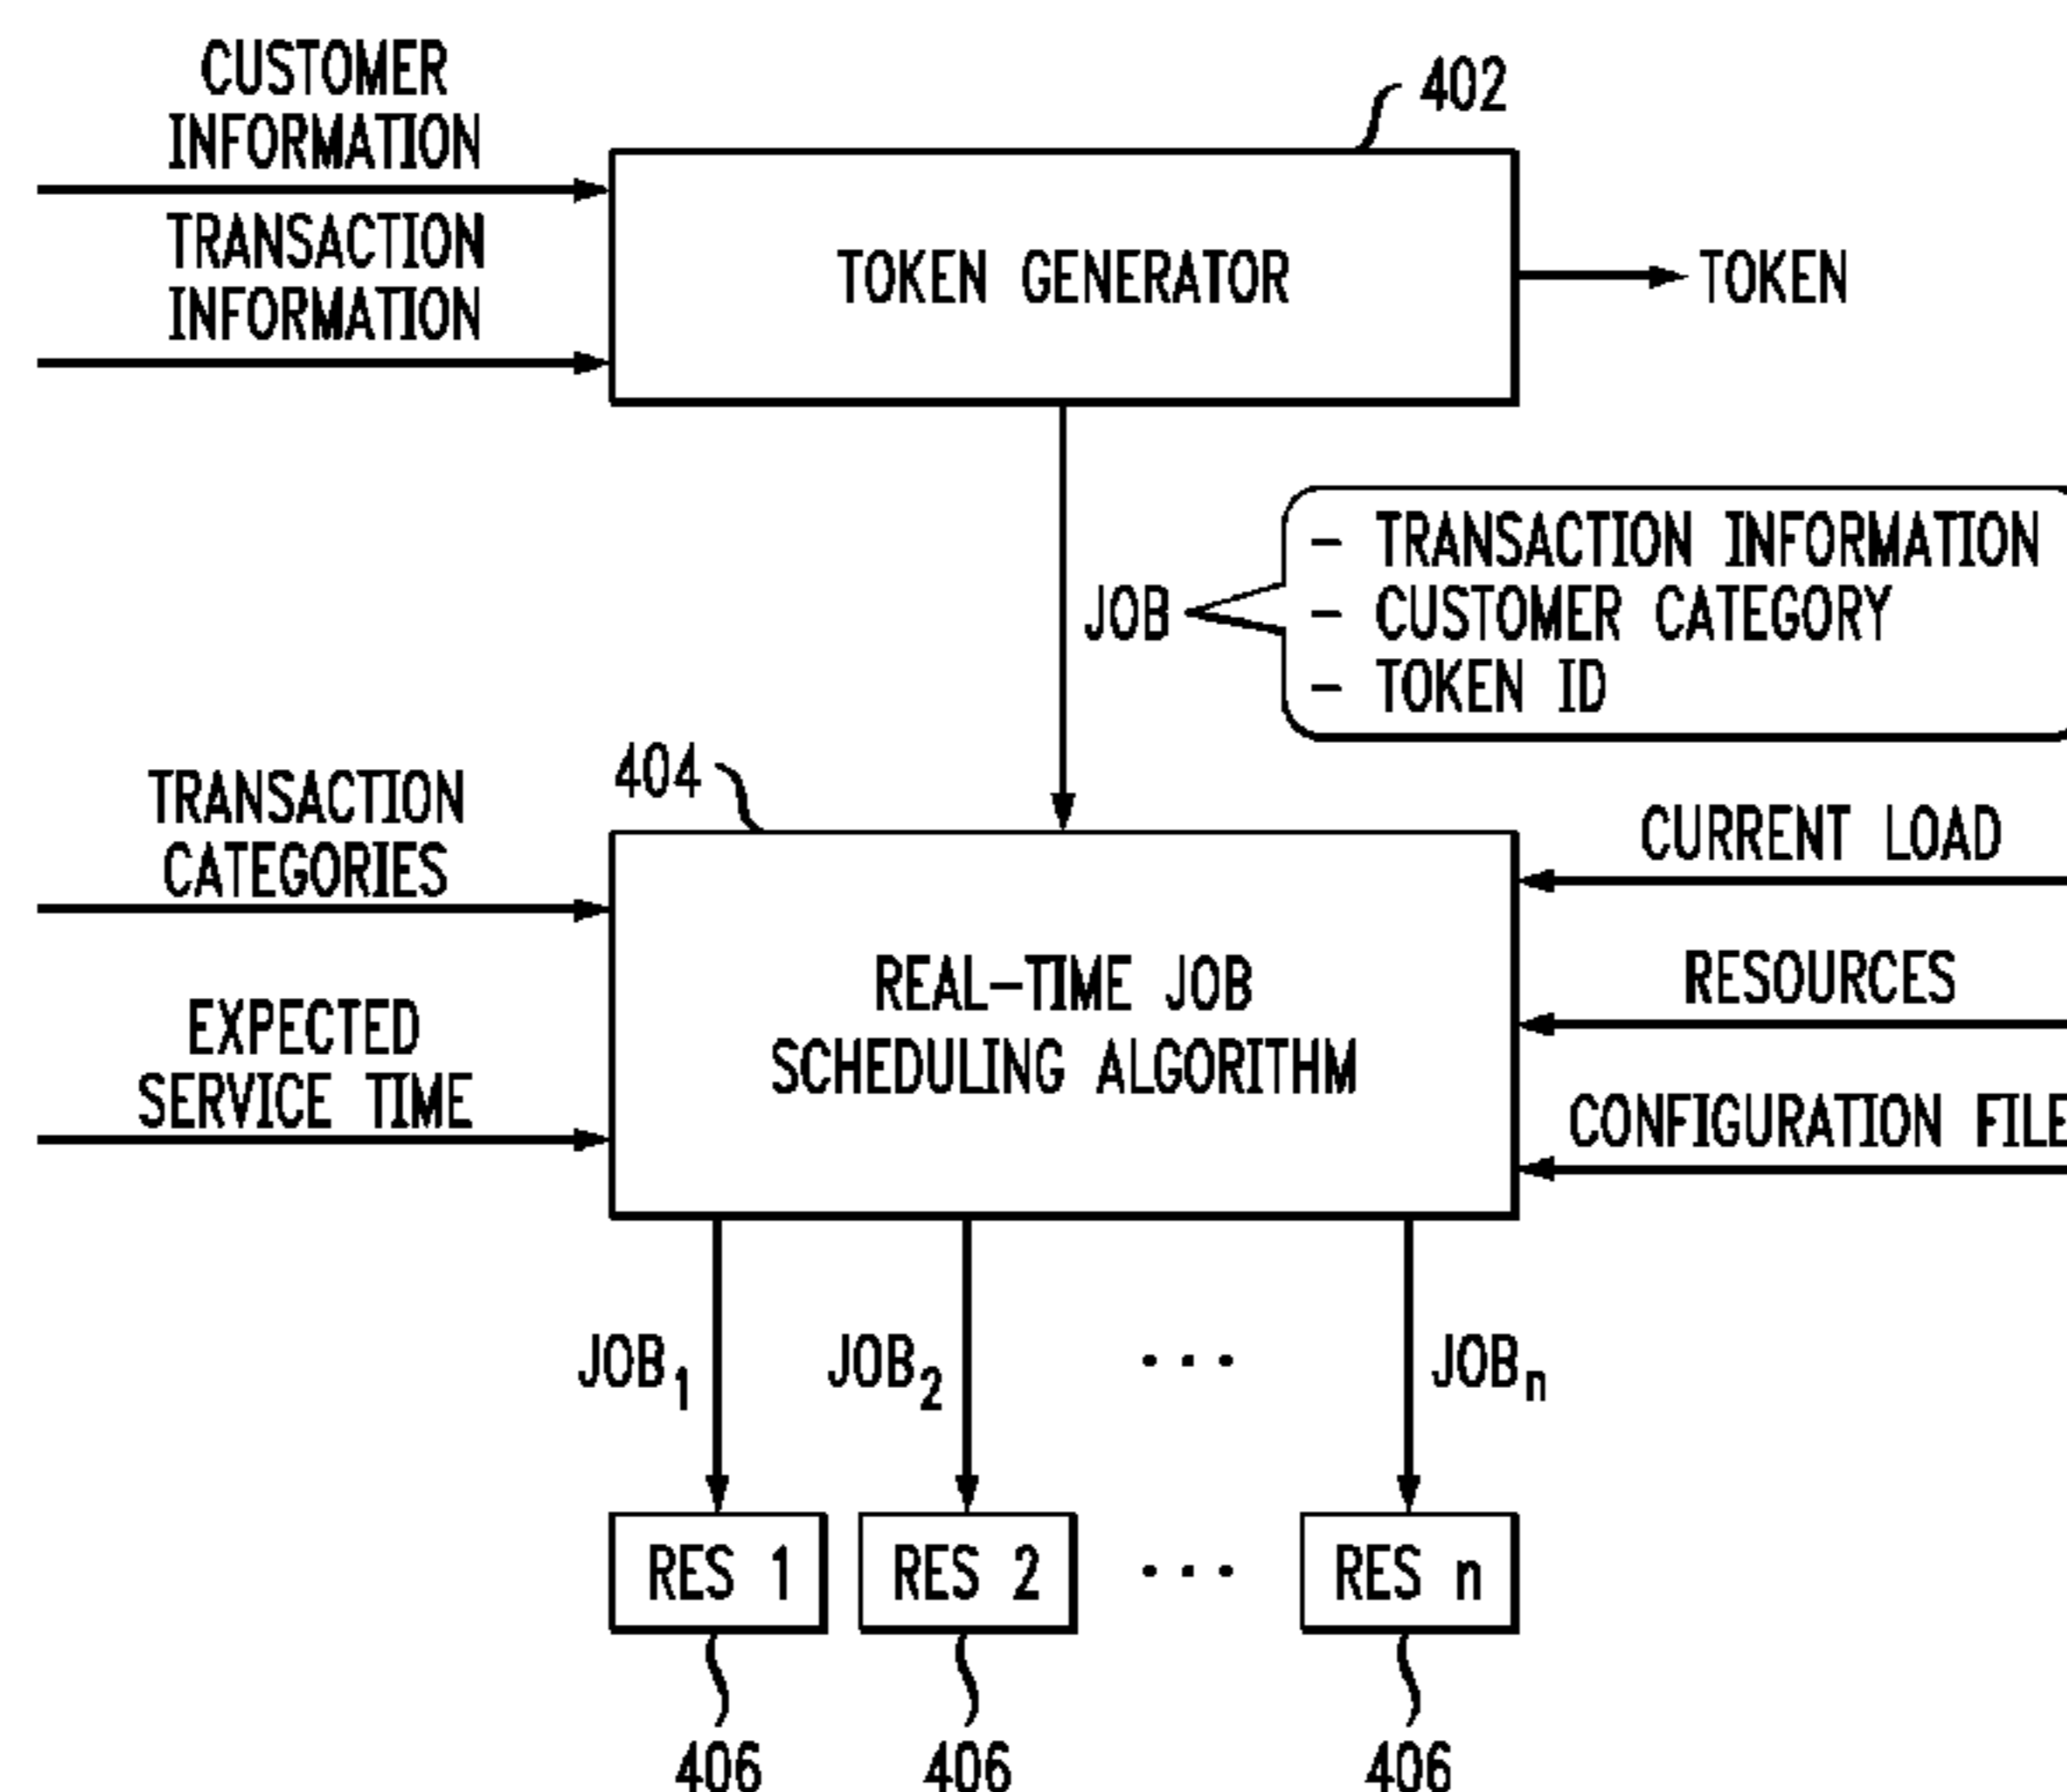 CUSTOMER
INFORMATION
402
TRANSACTION
INFORMATION
TOKEN GENERATOR
TOKEN
- TRANSACTION INFORMATION
JOB
- CUSTOMER CATEGORY
- TOKEN ID
404
TRANSACTION
CATEGORIES
CURRENT LOAD
REAL-TIME JOB
SCHEDULING ALGORITHM
RESOURCES
EXPECTED
SERVICE TIME
CONFIGURATION FILE
JOB1
JOB2
...
JOBn
RES 1
RES 2
...
RES n
406
406
406